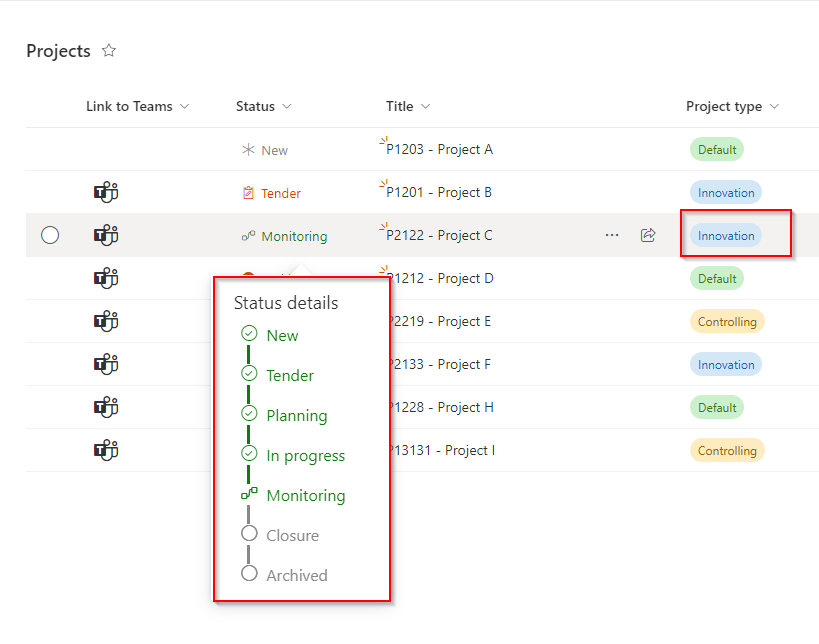 Projects
Link to Teams Status Title Project type
New P1203 - Project A Default
Tender P1201 - Project B Innovation
Monitoring P2122 - Project C Innovation
P1212 - Project D Default
Status details
New
P2219 - Project E Controlling
Tender
P2133 - Project F Innovation
Planning
P1228 - Project H Default
In progress
P13131 - Project I Controlling
Monitoring
Closure
Archived